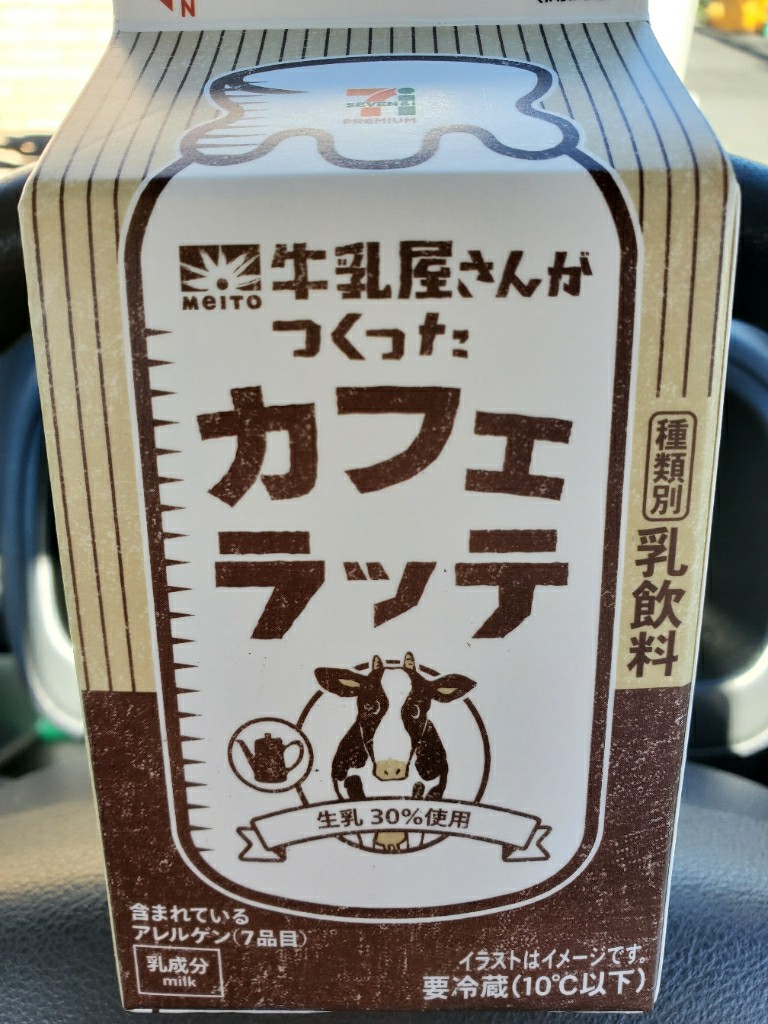 N
7i
SEVEN
PREMIUM
MEITO
牛乳屋さんが
つくった
カフェ
ラッテ
種類別
乳飲料
生乳 30%使用
含まれている
アレルゲン(7品目)
乳成分
milk
イラストはイメージです。
要冷蔵(10℃以下)